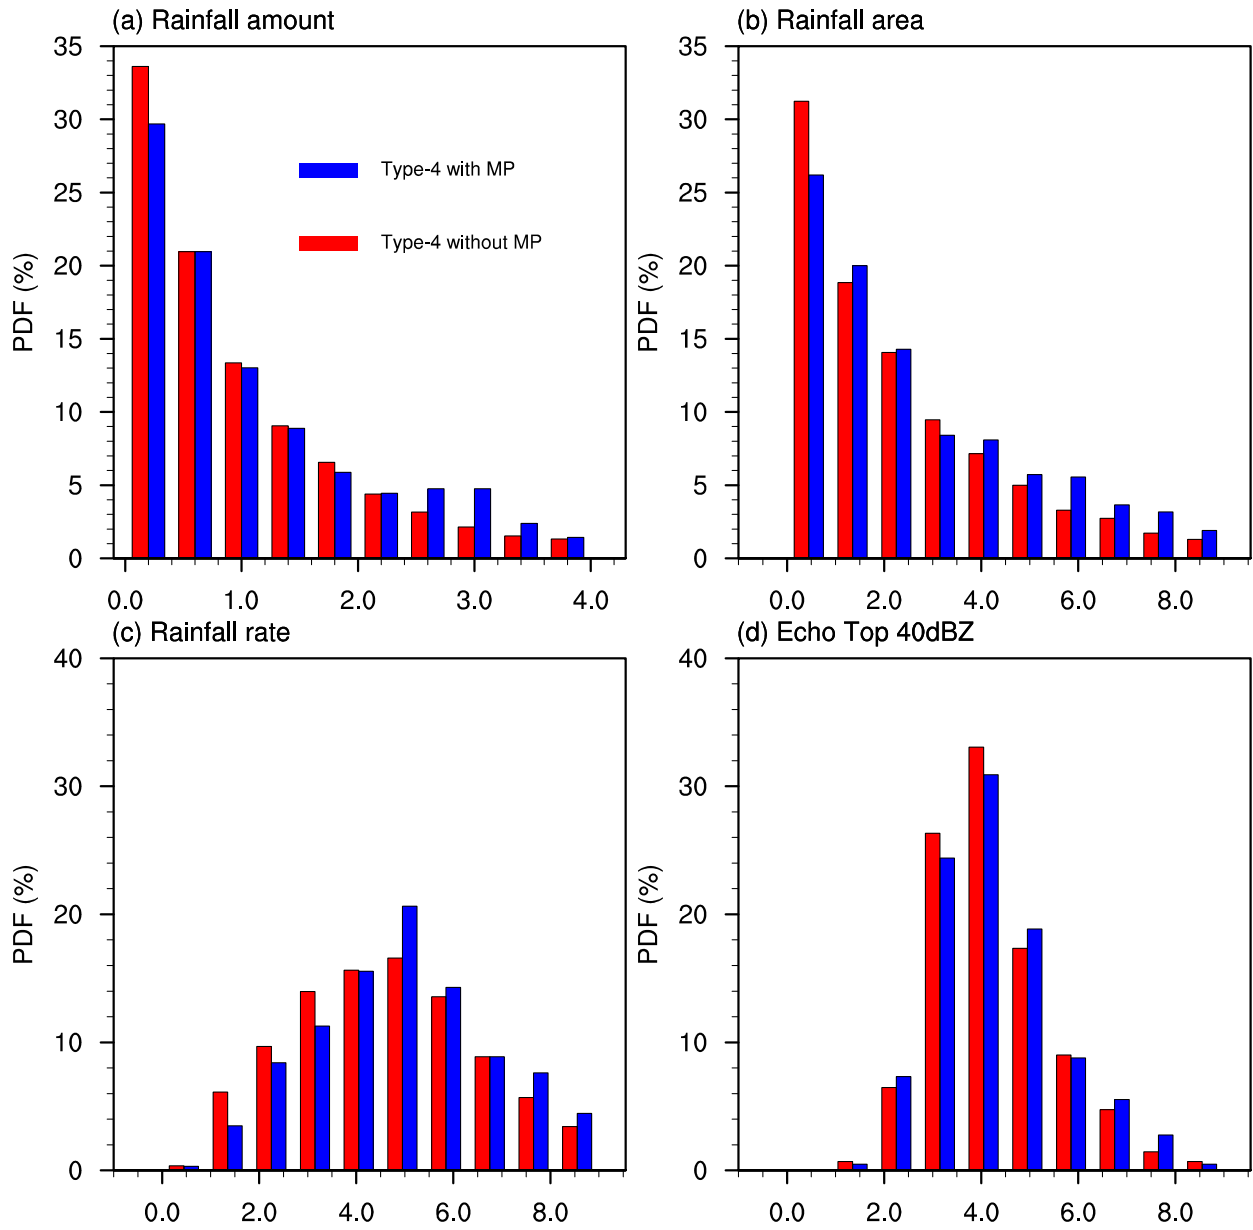 (a) Rainfall amount
35
30
25
20
15
10
5
0
PDF (%)
0.0 1.0 2.0 3.0 4.0
Type-4 with MP
Type-4 without MP
(b) Rainfall area
35
30
25
20
15
10
5
0
PDF (%)
0.0 2.0 4.0 6.0 8.0
(c) Rainfall rate
40
30
20
10
0
PDF (%)
0.0 2.0 4.0 6.0 8.0
(d) Echo Top 40dBZ
40
30
20
10
0
PDF (%)
0.0 2.0 4.0 6.0 8.0